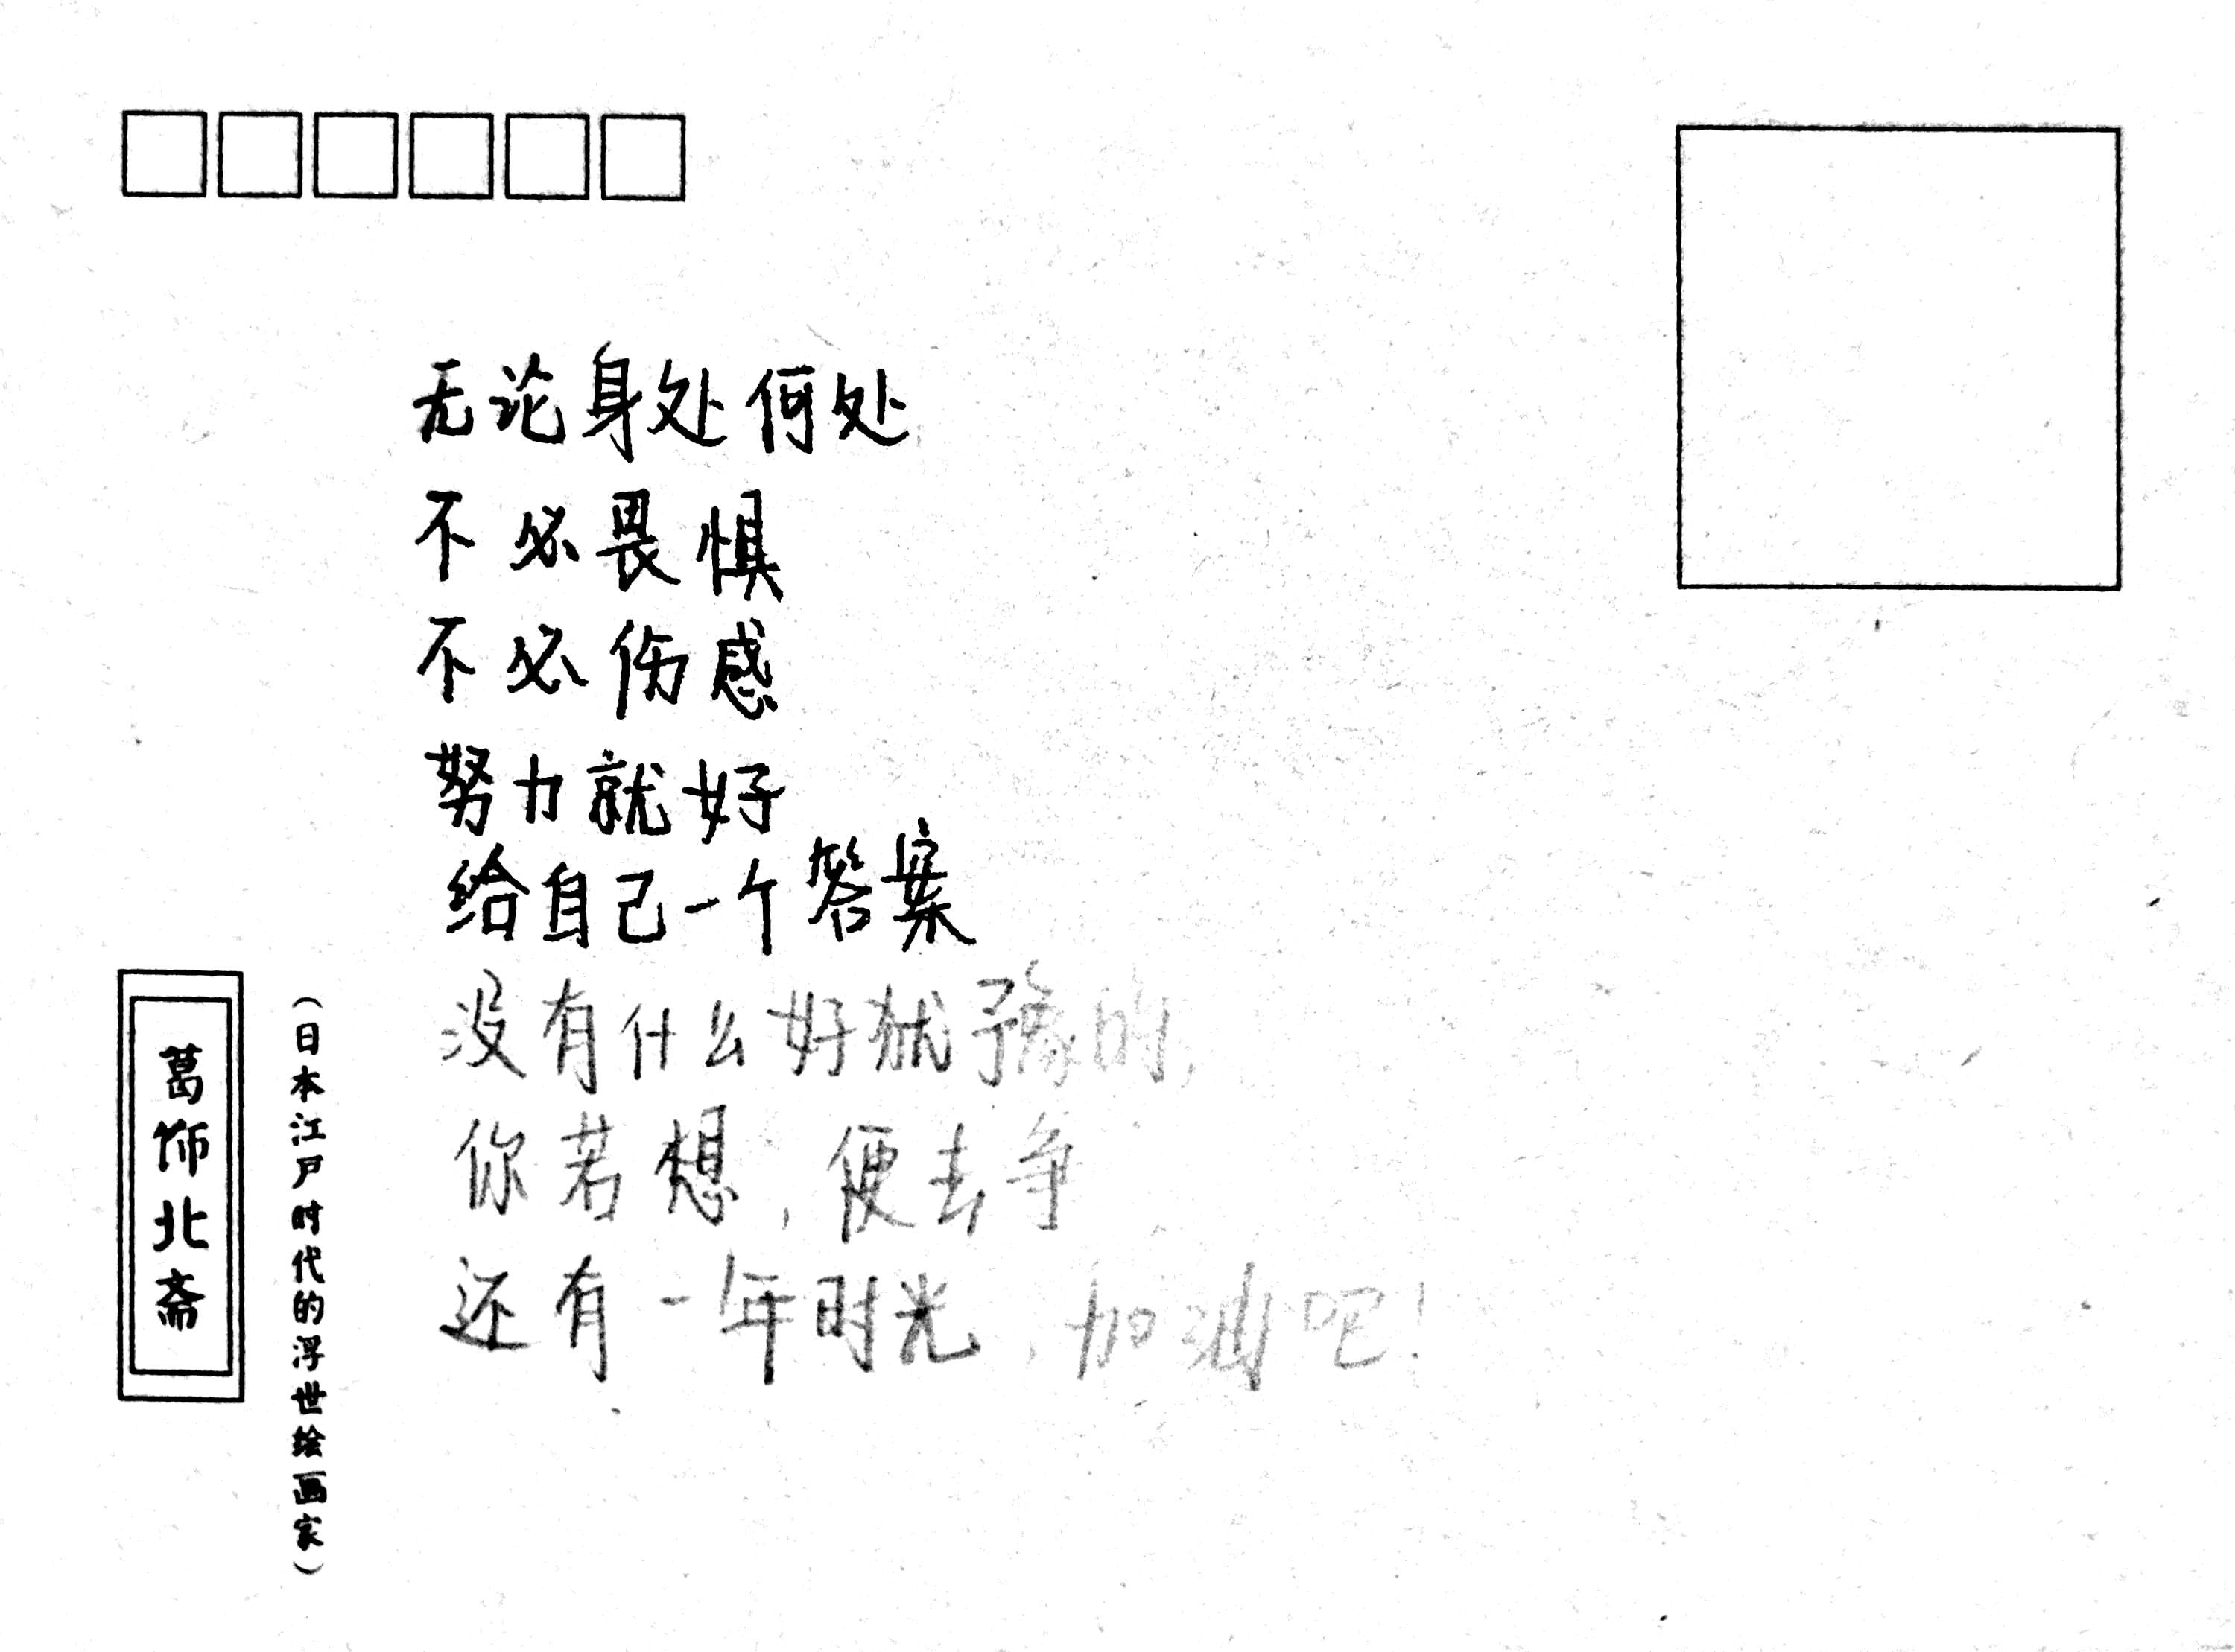 无论身处何处
不必畏惧
不必伤感
努力就好
给自己一个答案
没有什么好犹豫的,
你若想,便去争
还有一年时光,加油吧!
葛饰北斋
(日本江户时代的浮世绘画家)